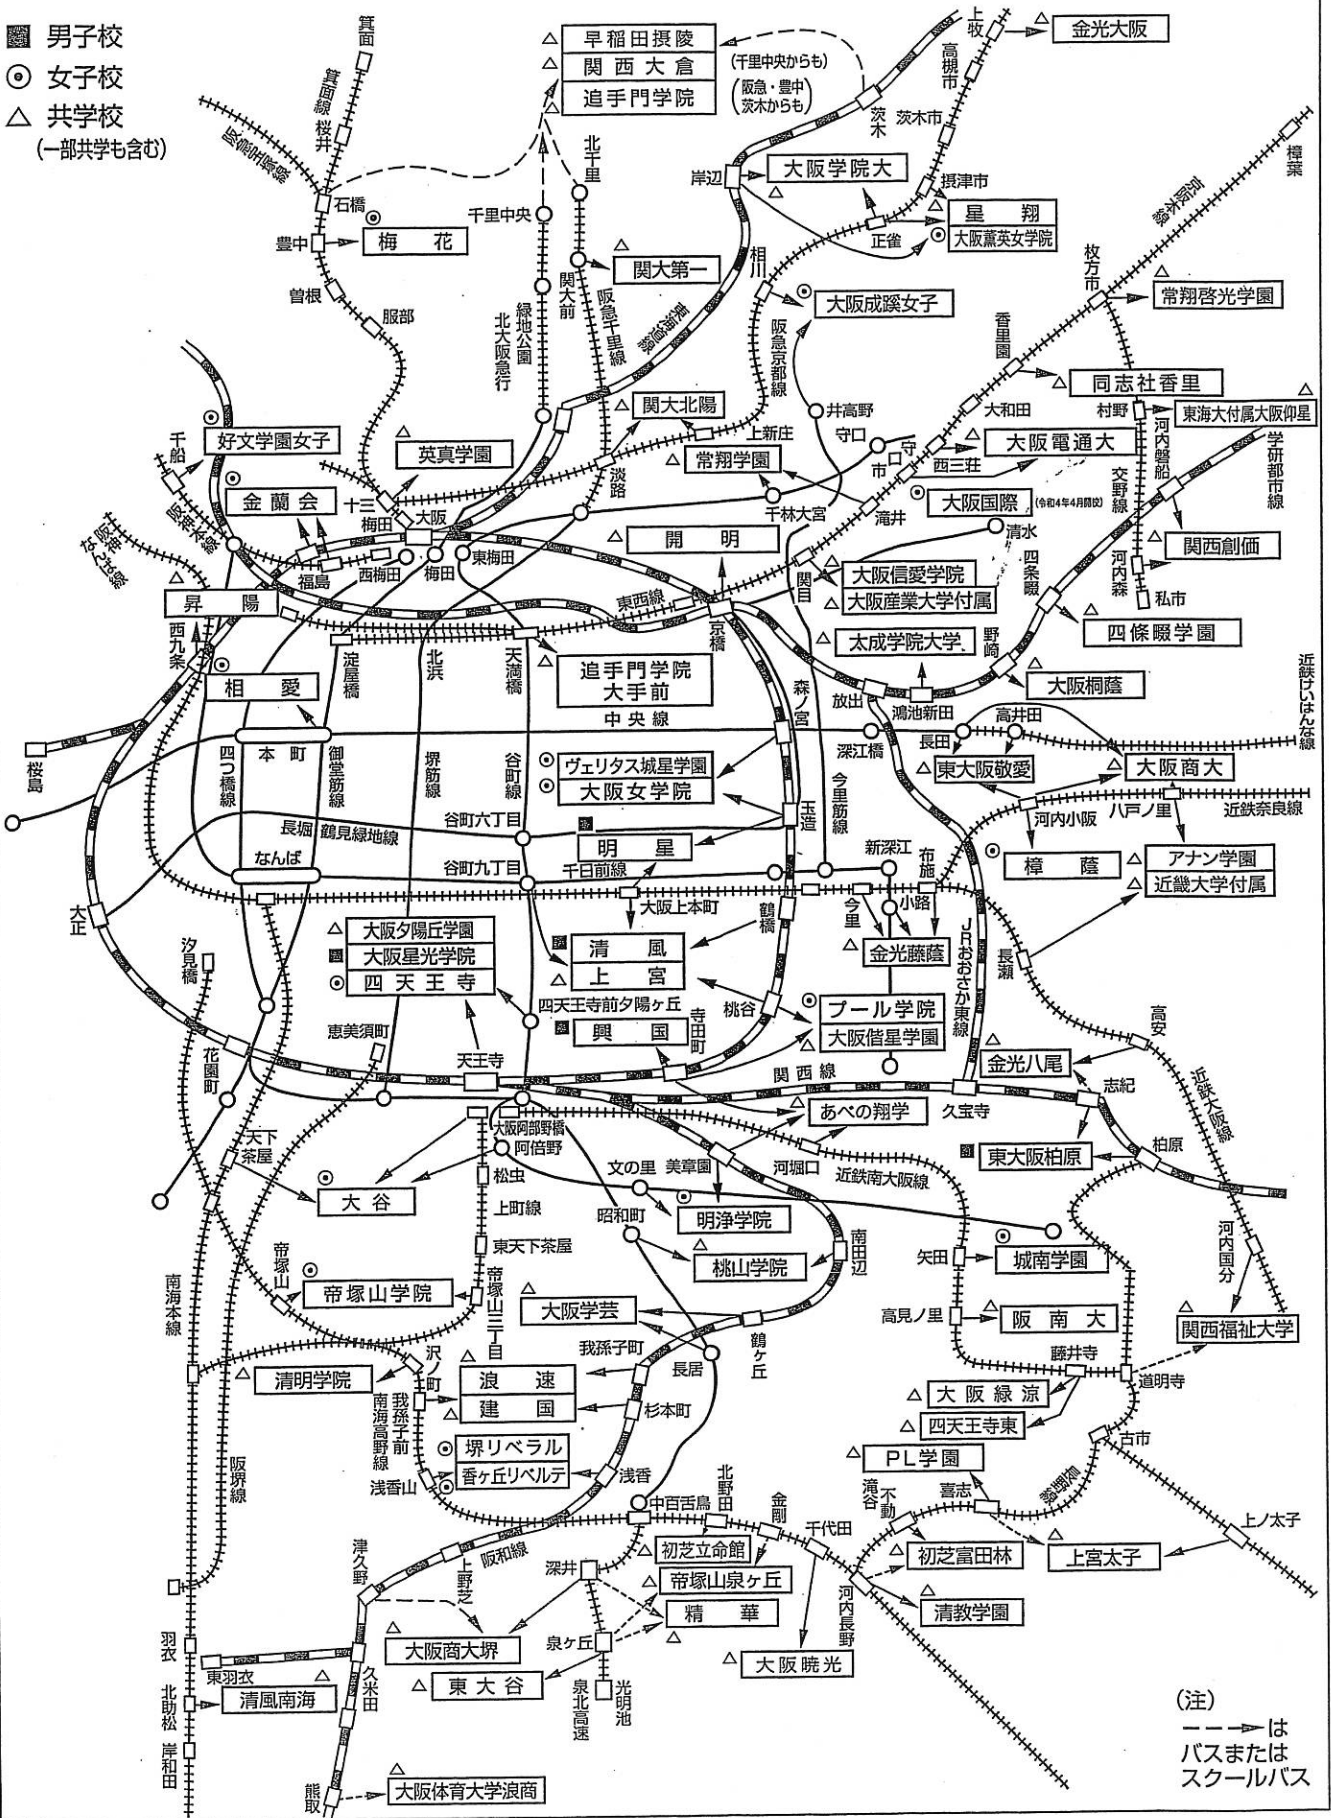 男子校
女子校
共学校
(一部共学も含む)
箕面
箕面線
桜井
阪急宝塚線
石橋
豊中
梅花
曽根
服部
早稲田摂陵
関西大倉
追手門学院
(千里中央からも)
(阪急・豊中
茨木からも)
北千里
千里中央
関大前
関大第一
緑地公園
北大阪急行
阪急千里線
東海道線
上牧
金光大阪
高槻市
茨木
茨木市
岸辺
大阪学院大
摂津市
星翔
大阪薫英女学院
正雀
相川
大阪成蹊女子
阪急京都線
樟葉
京阪本線
枚方市
常翔啓光学園
香里園
同志社香里
村野
東海大付属大阪仰星
大和田
河内磐船
学研都市線
交野線
関西創価
河内森
私市
関大北陽
上新庄
井高野
守口
守口市
西三荘
大阪電通大
常翔学園
大阪国際
(令和4年4月開校)
千林大宮
滝井
清水
淡路
千船
好文学園女子
英真学園
十三
金蘭会
梅田
大阪
阪神本線
阪神なんば線
福島
西梅田
梅田
東梅田
開明
関目
大阪信愛学院
大阪産業大学付属
四条畷
四條畷学園
昇陽
東西線
京橋
太成学院大学
野崎
大阪桐蔭
西九条
淀屋橋
北浜
天満橋
追手門学院
大手前
相愛
森ノ宮
放出
鴻池新田
近鉄けいはんな線
中央線
高井田
桜島
四つ橋線
本町
御堂筋線
堺筋線
谷町線
深江橋
長田
ヴェリタス城星学園
大阪女学院
東大阪敬愛
大阪商大
今里筋線
玉造
河内小阪
八戸ノ里
近鉄奈良線
長堀鶴見緑地線
谷町六丁目
明星
なんば
谷町九丁目
千日前線
新深江
布施
樟蔭
アナン学園
近畿大学付属
大正
大阪上本町
鶴橋
今里
小路
金光藤蔭
JRおおさか東線
長瀬
汐見橋
大阪夕陽丘学園
大阪星光学院
四天王寺
清風
上宮
四天王寺前夕陽ヶ丘
桃谷
プール学院
大阪偕星学園
興国
寺田町
恵美須町
天王寺
花園町
関西線
久宝寺
金光八尾
高安
志紀
近鉄大阪線
あべの翔学
天下茶屋
大阪阿部野橋
阿倍野
美章園
河堀口
近鉄南大阪線
東大阪柏原
柏原
大谷
松虫
上町線
文の里
明浄学院
昭和町
桃山学院
南田辺
東天下茶屋
矢田
城南学園
河内国分
帝塚山
帝塚山学院
帝塚山三丁目
大阪学芸
高見ノ里
阪南大
関西福祉大学
南海本線
我孫子町
鶴ヶ丘
長居
藤井寺
道明寺
清明学院
沢ノ町
浪速
建国
我孫子前
南海高野線
杉本町
大阪緑涼
四天王寺東
古市
堺リベラル
香ヶ丘リベルテ
浅香
浅香山
阪堺線
PL学園
滝谷不動
喜志
長野線
北野田
中百舌鳥
金剛
千代田
初芝立命館
初芝富田林
上宮太子
上ノ太子
阪和線
津久野
上野芝
深井
帝塚山泉ヶ丘
精華
河内長野
清教学園
羽衣
大阪商大堺
泉ヶ丘
大阪暁光
東羽衣
久米田
東大谷
泉北高速
光明池
清風南海
北助松
岸和田
熊取
大阪体育大学浪商
(注)
は
バスまたは
スクールバス